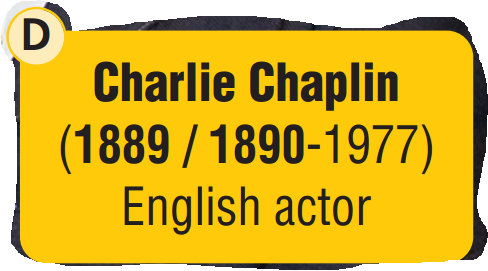 D
Charlie Chaplin
(1889 / 1890-1977)
English actor